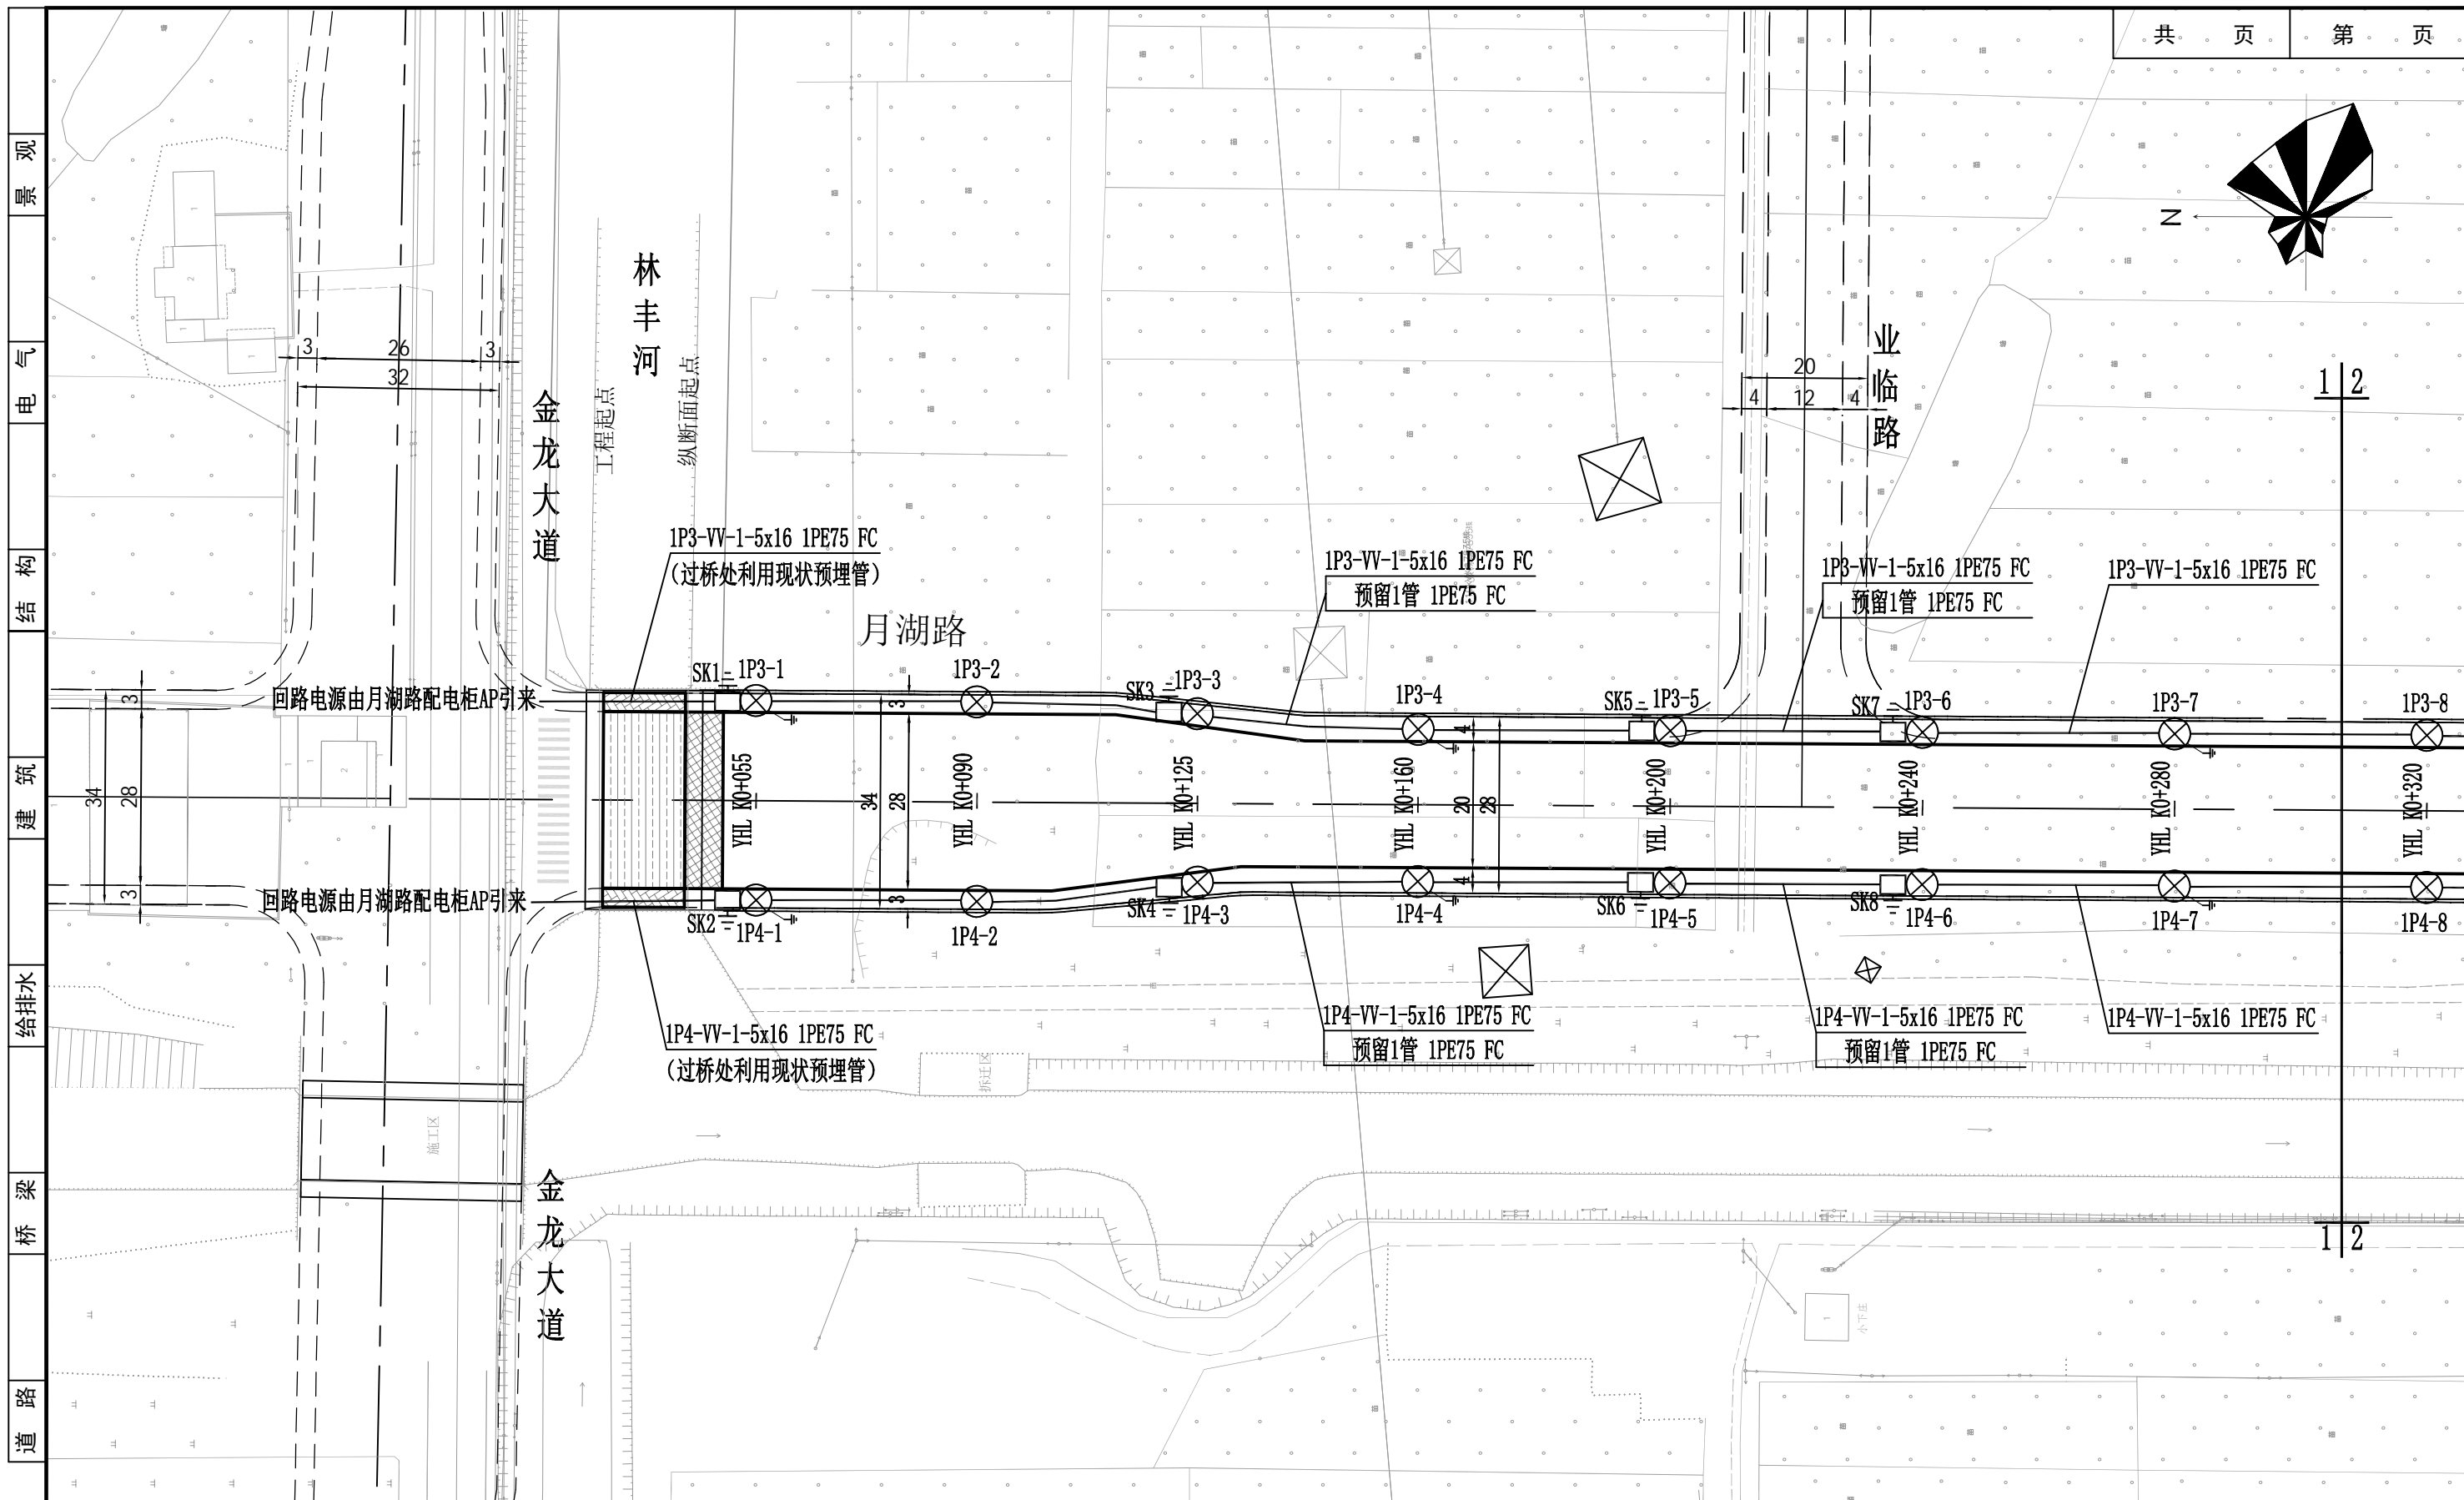 共 页 第 页
景 观
电 气
结 构
建 筑
给排水
桥 梁
道 路
N
林丰河
金龙大道
工程起点
纵断面起点
业临路
3 26 3
32
20
4 12 4
1 2
1P3-VV-1-5x16 1PE75 FC
(过桥处利用现状预埋管)
1P3-VV-1-5x16 1PE75 FC
预留1管 1PE75 FC
1P3-VV-1-5x16 1PE75 FC
预留1管 1PE75 FC
1P3-VV-1-5x16 1PE75 FC
月湖路
回路电源由月湖路配电柜AP引来
SK1 1P3-1
1P3-2
SK3 1P3-3
1P3-4
SK5 1P3-5
SK7 1P3-6
1P3-7
1P3-8
3
28
3
34
3
28
3
34
4
20
4
28
YHL K0+055
YHL K0+090
YHL K0+125
YHL K0+160
YHL K0+200
YHL K0+240
YHL K0+280
YHL K0+320
回路电源由月湖路配电柜AP引来
SK2 1P4-1
1P4-2
SK4 1P4-3
1P4-4
SK6 1P4-5
SK8 1P4-6
1P4-7
1P4-8
1P4-VV-1-5x16 1PE75 FC
(过桥处利用现状预埋管)
1P4-VV-1-5x16 1PE75 FC
预留1管 1PE75 FC
1P4-VV-1-5x16 1PE75 FC
预留1管 1PE75 FC
1P4-VV-1-5x16 1PE75 FC
拆迁区
施工区
金龙大道
1 2